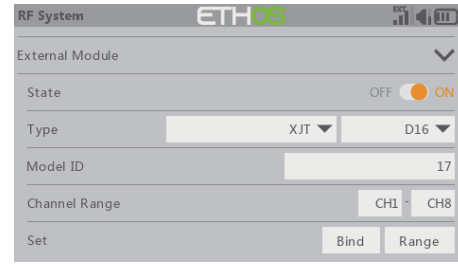 RF System ETHOS EXT
External Module
State OFF ON
Type XJT D16
Model ID 17
Channel Range CH1 - CH8
Set Bind Range